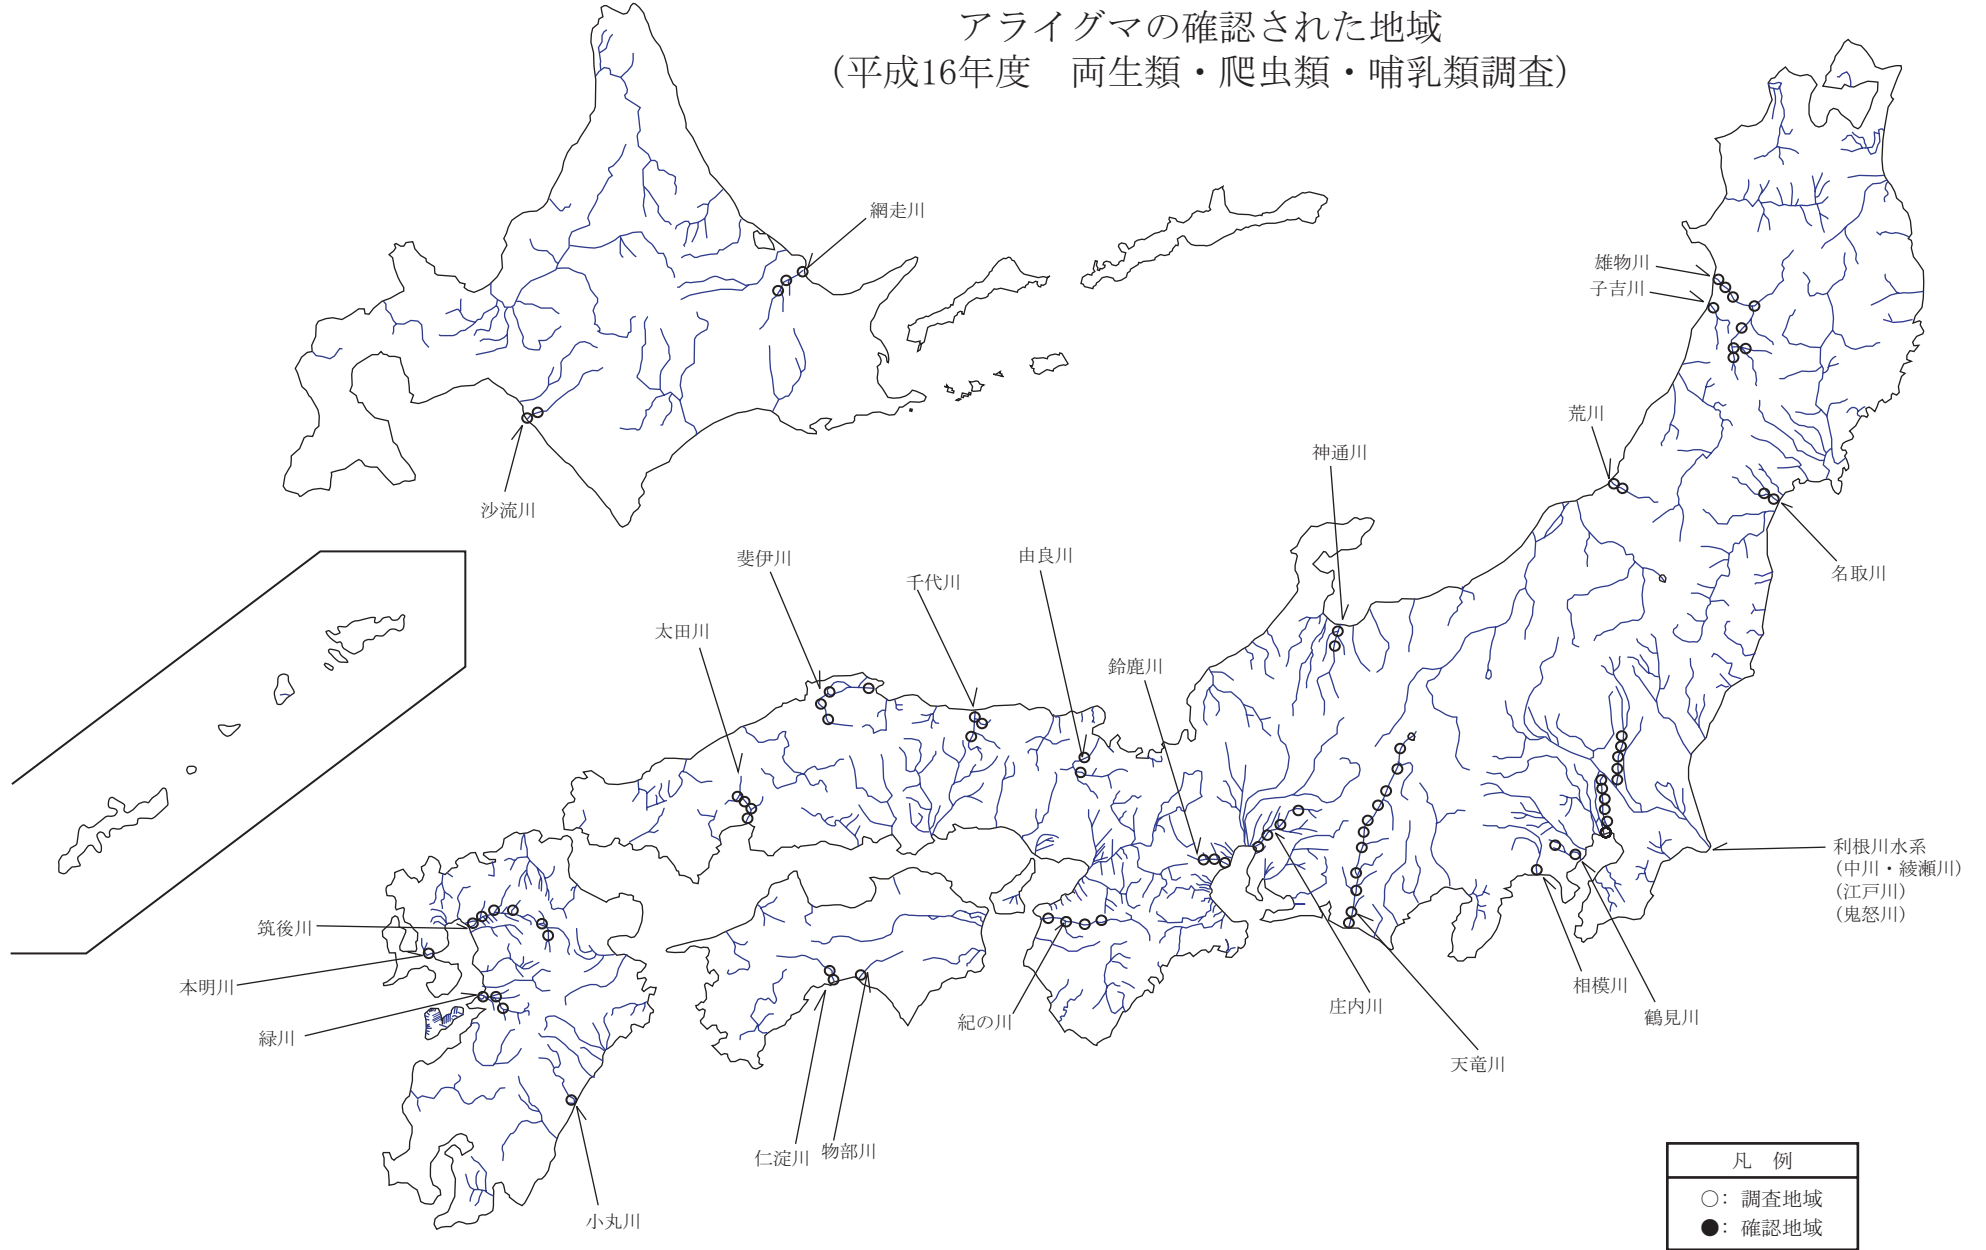 アライグマの確認された地域
（平成16年度　両生類・爬虫類・哺乳類調査）
網走川
沙流川
雄物川
子吉川
荒川
名取川
神通川
斐伊川
千代川
由良川
太田川
鈴鹿川
利根川水系
（中川・綾瀬川）
（江戸川）
（鬼怒川）
筑後川
本明川
緑川
小丸川
仁淀川
物部川
紀の川
庄内川
天竜川
相模川
鶴見川
凡　例
○：調査地域
●：確認地域